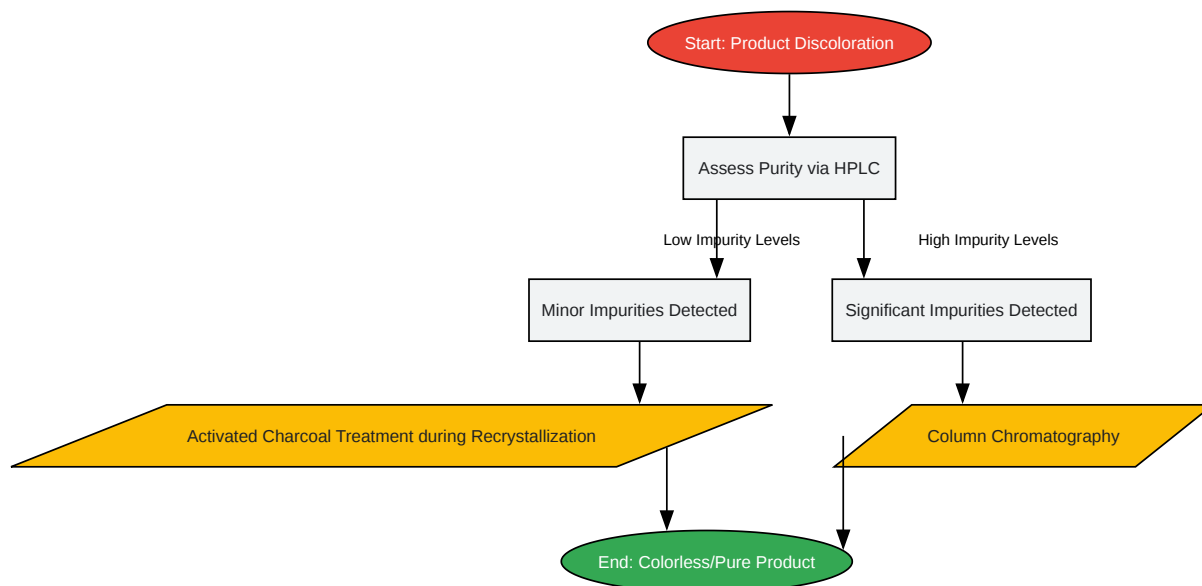 Start: Product Discoloration
Assess Purity via HPLC
Low Impurity Levels
High Impurity Levels
Minor Impurities Detected
Significant Impurities Detected
Activated Charcoal Treatment during Recrystallization
Column Chromatography
End: Colorless/Pure Product